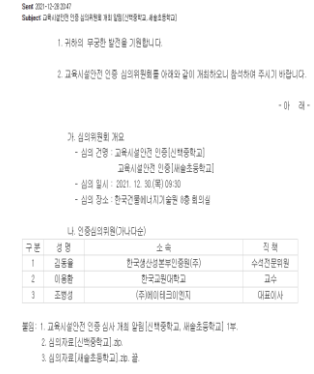 Sent 2021-12-28 20:47
Subject 교육시설안전 인증 심의위원회 개최 알림[신백중학교, 새솔초등학교]
1. 귀하의 무궁한 발전을 기원합니다.
2. 교육시설안전 인증 심의위원회를 아래와 같이 개최하오니 참석하여 주시기 바랍니다.
- 아 래 -
가. 심의위원회 개요
- 심의 건명 : 교육시설안전 인증[신백중학교]
교육시설안전 인증[새솔초등학교]
- 심의 일시 : 2021. 12. 30.(목) 09:30
- 심의 장소 : 한국건물에너지기술원 6층 회의실
나. 인증심의위원(가나다순)
구분 성 명 소 속 직 책
1 김동율 한국생산성본부인증원(주) 수석전문위원
2 이용환 한국교원대학교 교수
3 조병성 (주)베이테크이엔지 대표이사
붙임: 1. 교육시설안전 인증 심사 개최 알림[신백중학교, 새솔초등학교] 1부.
2. 심의자료[신백중학교].zip.
3. 심의자료[새솔초등학교].zip. 끝.